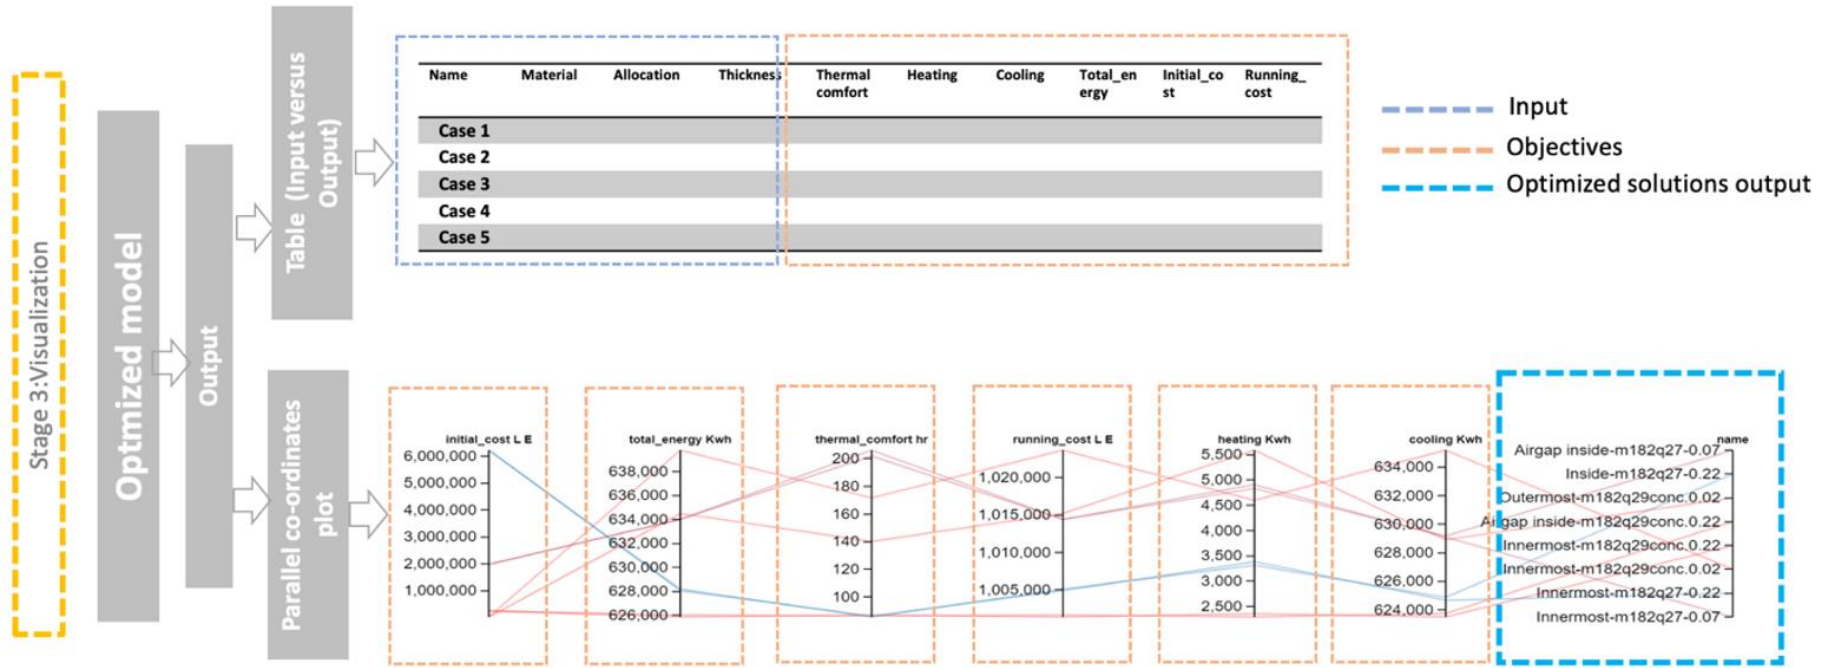 Stage 3:Visualization
Optmized model
Output
Table (Input versus
Output)
Name Material Allocation Thickness Thermal comfort Heating Cooling Total_en ergy Initial_co st Running_ cost
Case 1
Case 2
Case 3
Case 4
Case 5
Input
Objectives
Optimized solutions output
Parallel co-ordinates
plot
initial_cost L E
6,000,000
5,000,000
4,000,000
3,000,000
2,000,000
1,000,000
total_energy Kwh
638,000
636,000
634,000
632,000
630,000
628,000
626,000
thermal_comfort hr
200
180
160
140
120
100
running_cost L E
1,020,000
1,015,000
1,010,000
1,005,000
heating Kwh
5,500
5,000
4,500
4,000
3,500
3,000
2,500
cooling Kwh
634,000
632,000
630,000
628,000
626,000
624,000
name
Airgap inside-m182q27-0.07
Inside-m182q27-0.22
Outermost-m182q29conc.0.02
Airgap inside-m182q29conc.0.22
Innermost-m182q29conc.0.22
Innermost-m182q29conc.0.02
Innermost-m182q27-0.22
Innermost-m182q27-0.07